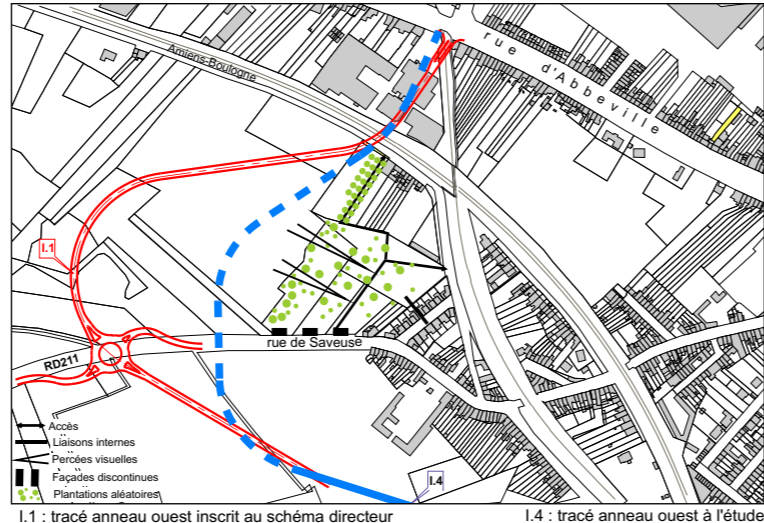 rue d'Abbeville
Amiens-Boulogne
I.1
rue de Saveuse
RD211
Accès
Liaisons internes
Percées visuelles
Façades discontinues
Plantations aléatoires
I.4
I.1 : tracé anneau ouest inscrit au schéma directeur
I.4 : tracé anneau ouest à l'étude